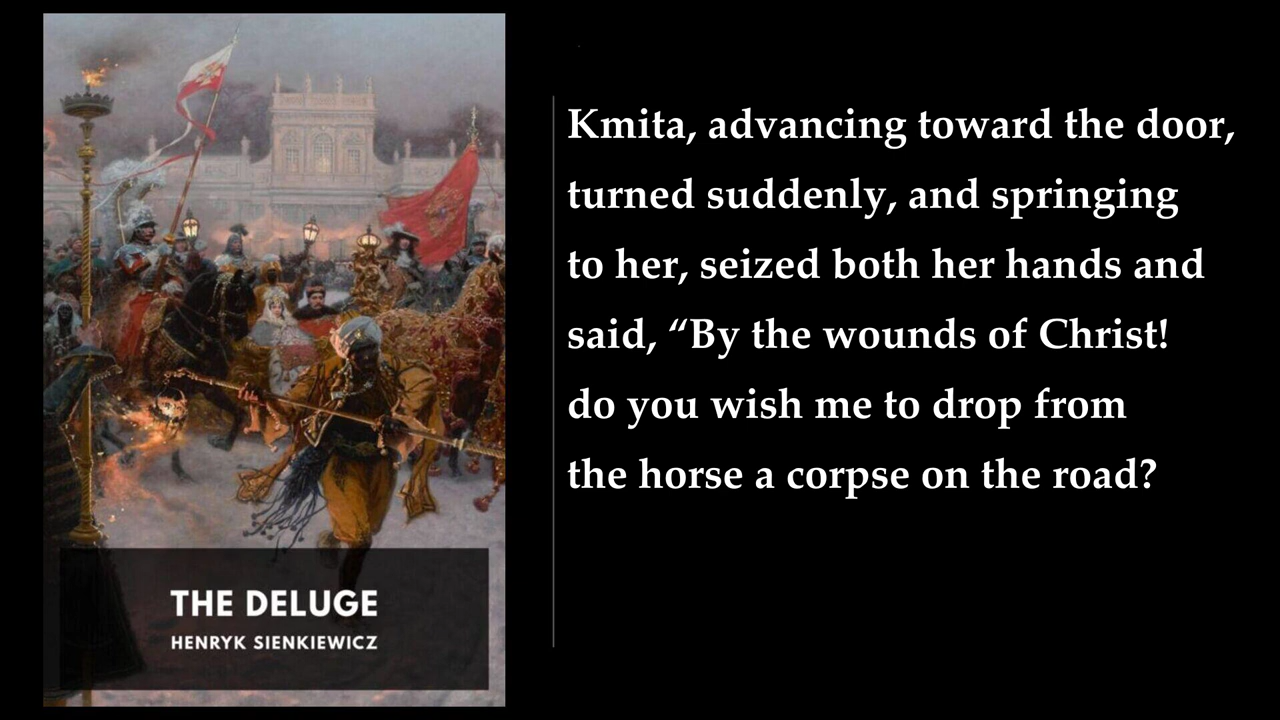 THE DELUGE
HENRYK SIENKIEWICZ
Kmita, advancing toward the door,
turned suddenly, and springing
to her, seized both her hands and
said, “By the wounds of Christ!
do you wish me to drop from
the horse a corpse on the road?